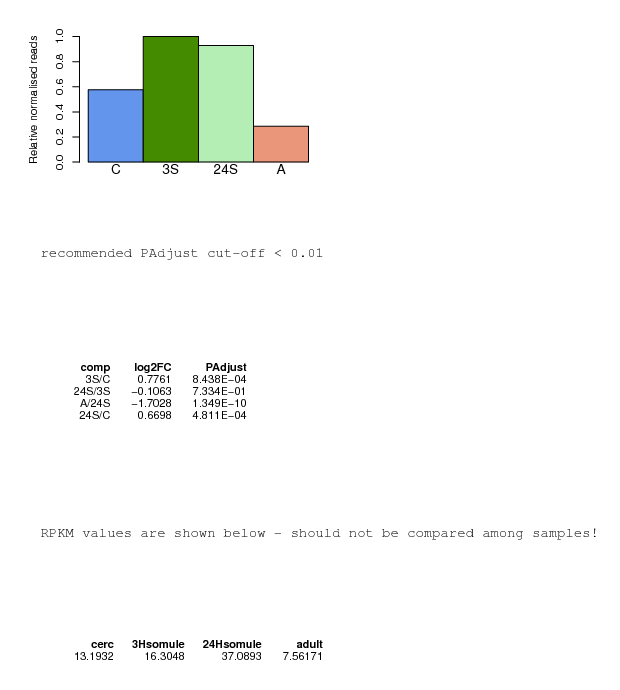 Relative normalised reads
1.0
0.8
0.6
0.4
0.2
0.0
C 3S 24S A
recommended PAdjust cut-off < 0.01
comp log2FC PAdjust
3S/C 0.7761 8.438E−04
24S/3S −0.1063 7.334E−01
A/24S −1.7028 1.349E−10
24S/C 0.6698 4.811E−04
RPKM values are shown below - should not be compared among samples!
cerc 3Hsomule 24Hsomule adult
13.1932 16.3048 37.0893 7.56171